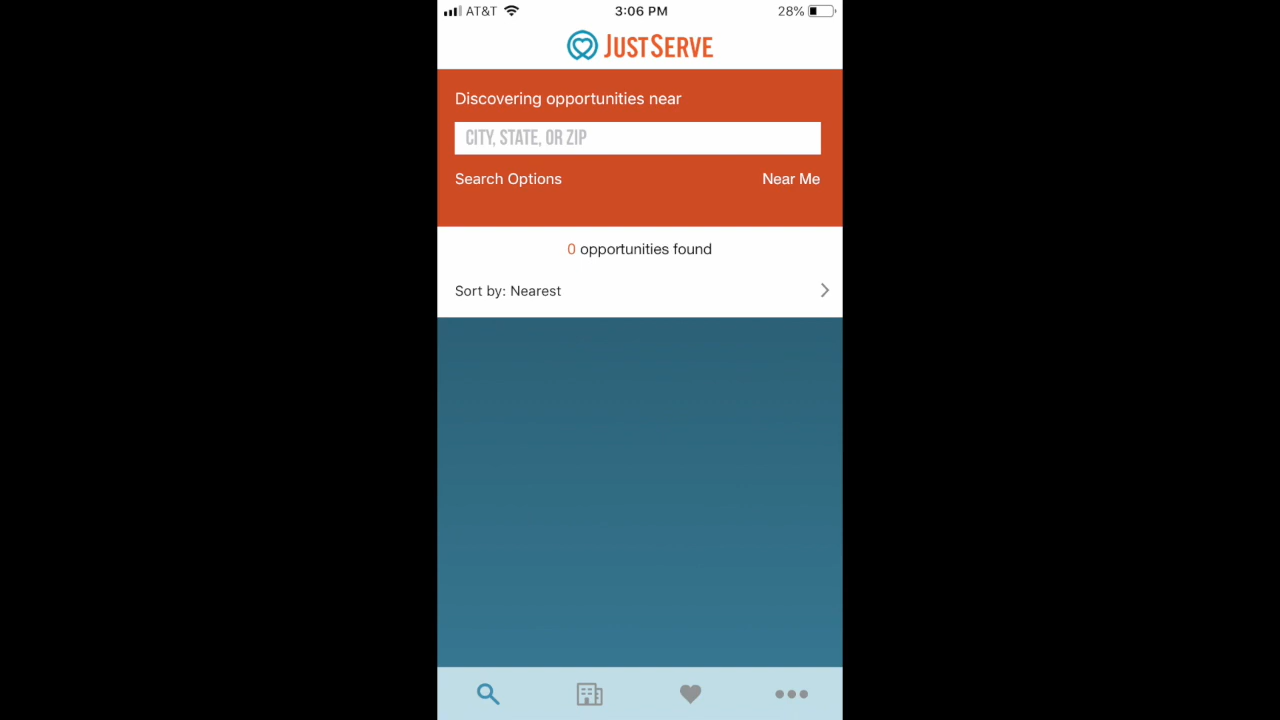 AT&T 3:06 PM 28%
JUSTSERVE
Discovering opportunities near
CITY, STATE, OR ZIP
Search Options Near Me
0 opportunities found
Sort by: Nearest